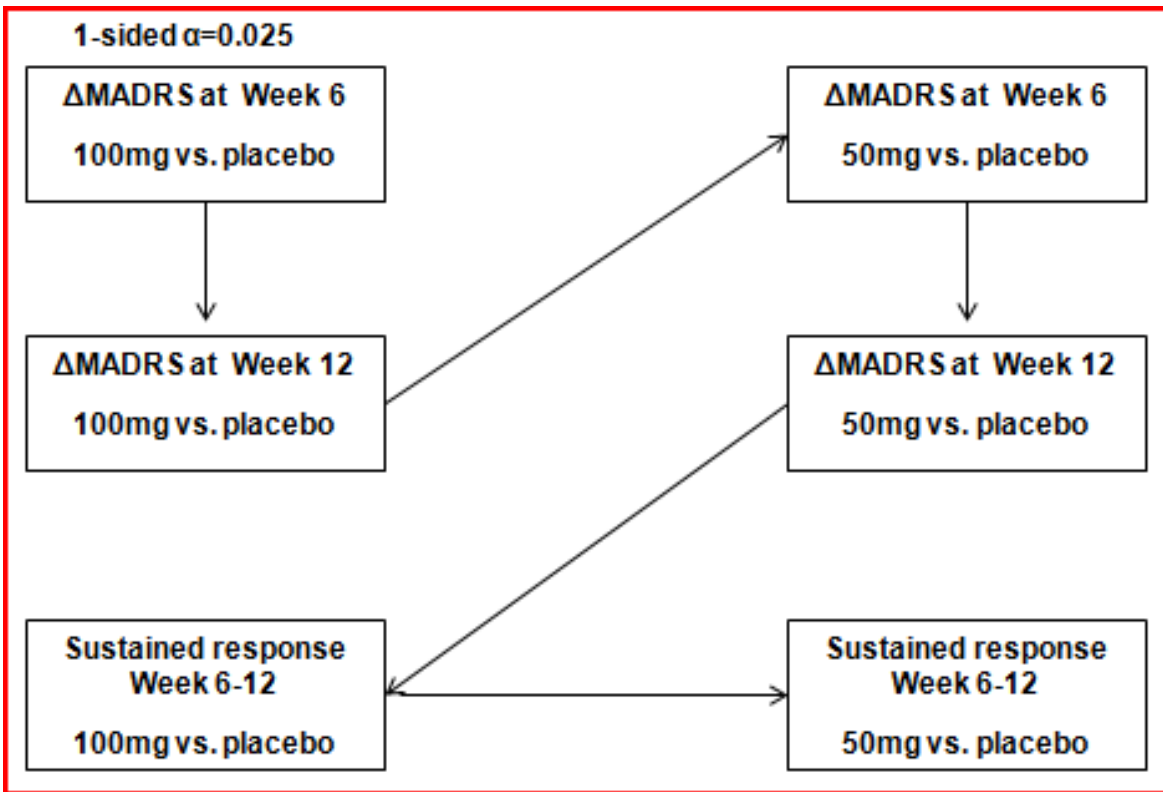 1-sided α=0.025
ΔMADRS at Week 6
100mg vs. placebo
ΔMADRS at Week 6
50mg vs. placebo
ΔMADRS at Week 12
100mg vs. placebo
ΔMADRS at Week 12
50mg vs. placebo
Sustained response
Week 6-12
100mg vs. placebo
Sustained response
Week 6-12
50mg vs. placebo